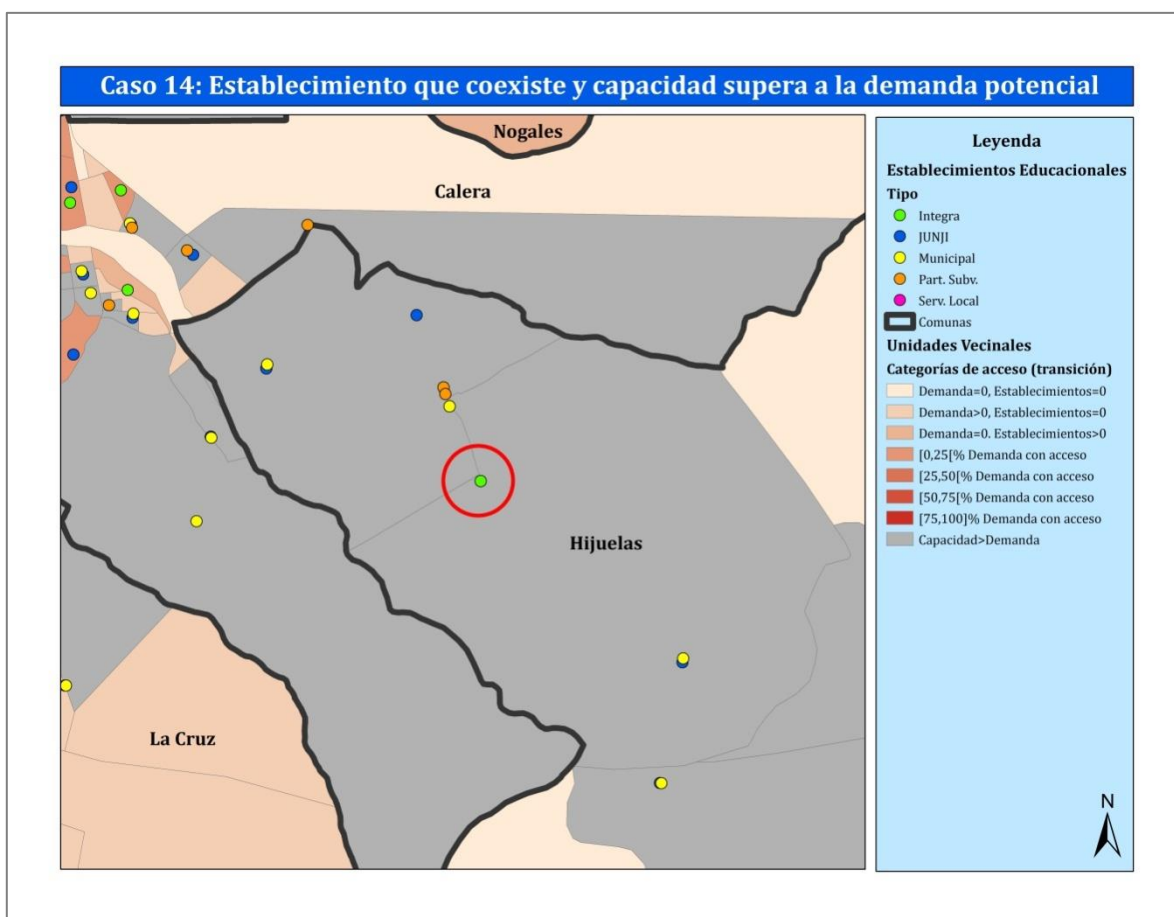 Caso 14: Establecimiento que coexiste y capacidad supera a la demanda potencial
Nogales
Calera
Hijuelas
La Cruz
Leyenda
Establecimientos Educacionales
Tipo
Integra
JUNJI
Municipal
Part. Subv.
Serv. Local
Comunas
Unidades Vecinales
Categorías de acceso (transición)
Demanda=0, Establecimientos=0
Demanda>0, Establecimientos=0
Demanda=0. Establecimientos>0
[0,25[% Demanda con acceso
[25,50[% Demanda con acceso
[50,75[% Demanda con acceso
[75,100]% Demanda con acceso
Capacidad>Demanda
N